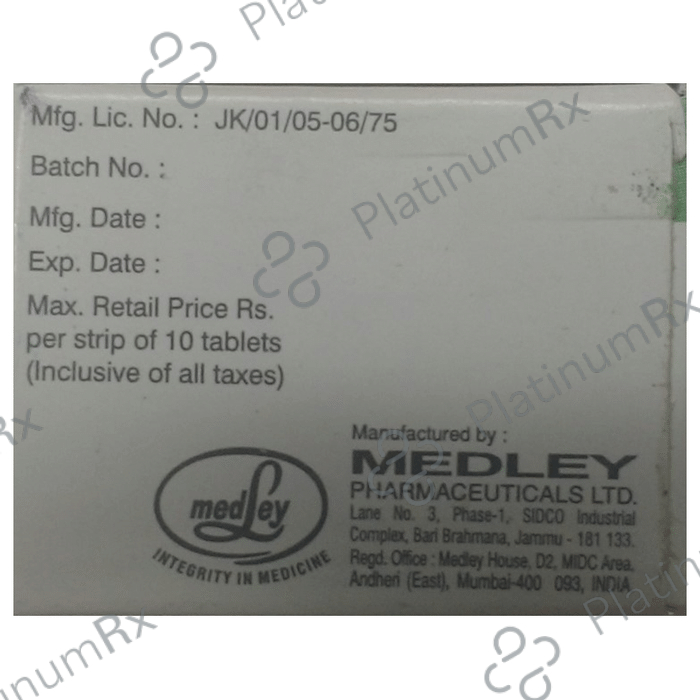 Mfg. Lic. No. : JK/01/05-06/75
Batch No. :
Mfg. Date :
Exp. Date :
Max. Retail Price Rs.
per strip of 10 tablets
(Inclusive of all taxes)
medley
INTEGRITY IN MEDICINE
Manufactured by :
MEDLEY
PHARMACEUTICALS LTD.
Lane No. 3, Phase-1, SIDCO Industrial
Complex, Bari Brahmana, Jammu - 181 133.
Regd. Office : Medley House, D2, MIDC Area,
Andheri (East), Mumbai-400 093, INDIA
PlatinumRx
PlatinumRx
PlatinumRx
PlatinumRx
PlatinumRx